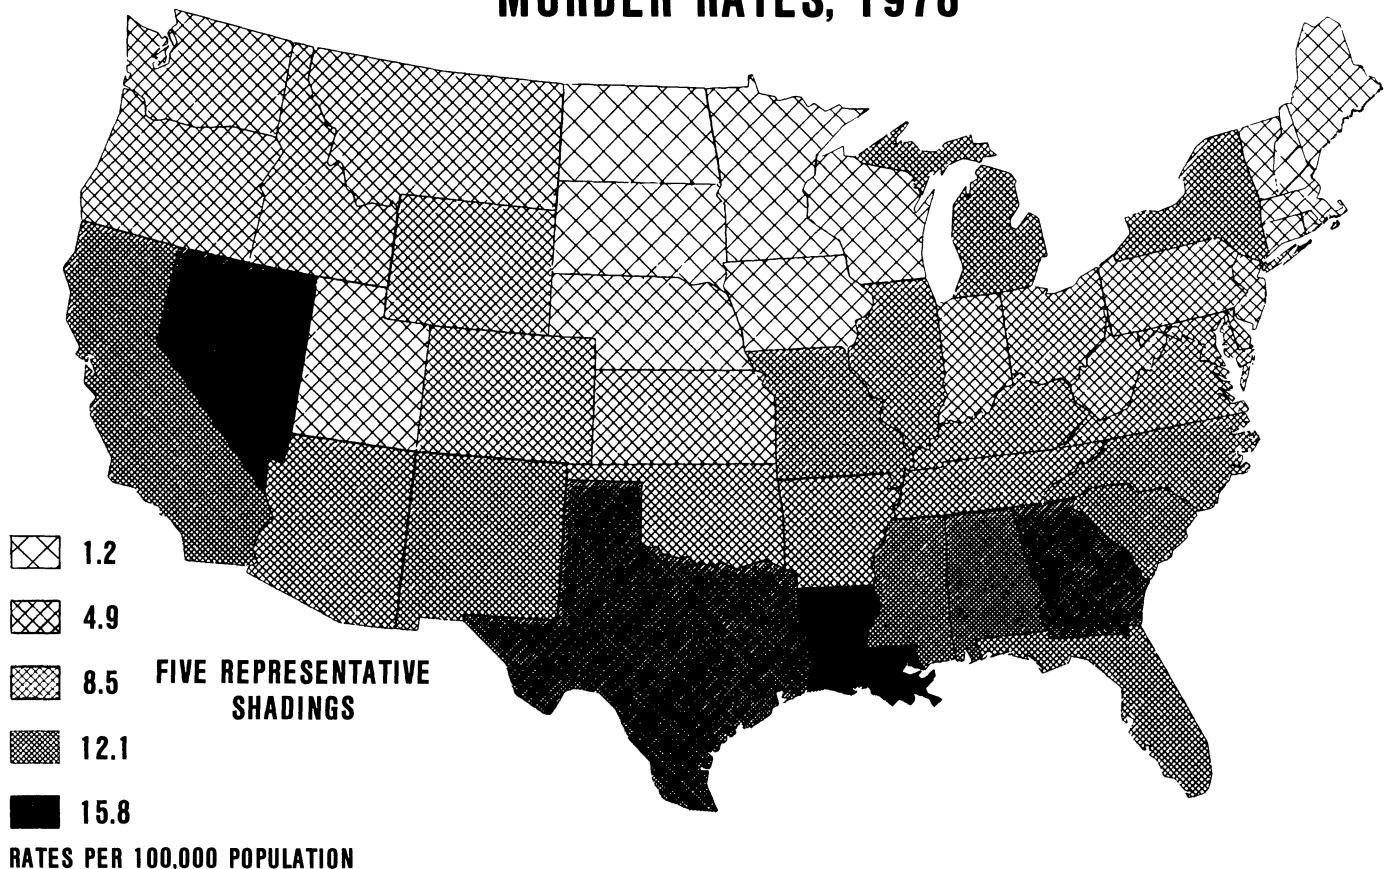 MURDER RATES, 1978
1.2
4.9
8.5
12.1
15.8
FIVE REPRESENTATIVE
SHADINGS
RATES PER 100,000 POPULATION